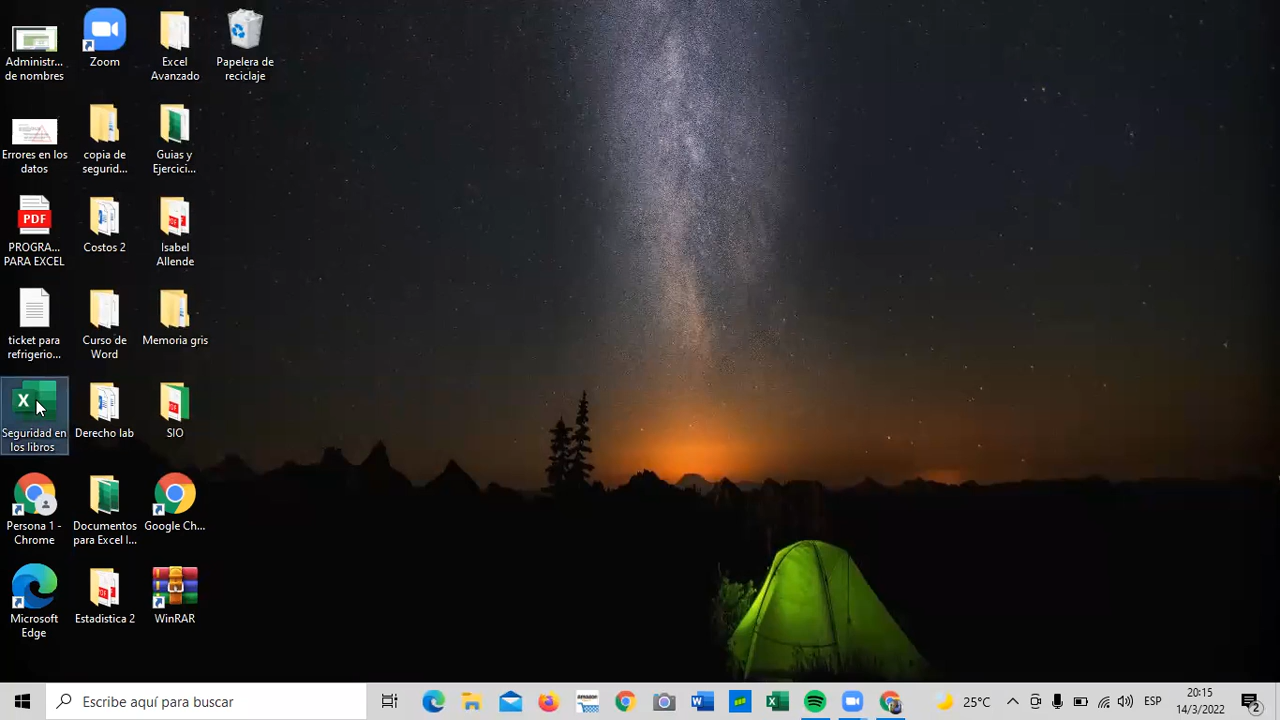 Administr...
de nombres
Zoom
Excel
Avanzado
Papelera de
reciclaje
Errores en los
datos
copia de
segurid...
Guias y
Ejercici...
PDF
PROGRA...
PARA EXCEL
Costos 2
Isabel
Allende
ticket para
refrigerio...
Curso de
Word
Memoria gris
X
Seguridad en
los libros
Derecho lab
SIO
Persona 1 -
Chrome
Documentos
para Excel I...
Google Ch...
Microsoft
Edge
Estadistica 2
WinRAR
Escribe aquí para buscar
amazon
25°C
ESP
20:15
14/3/2022
2